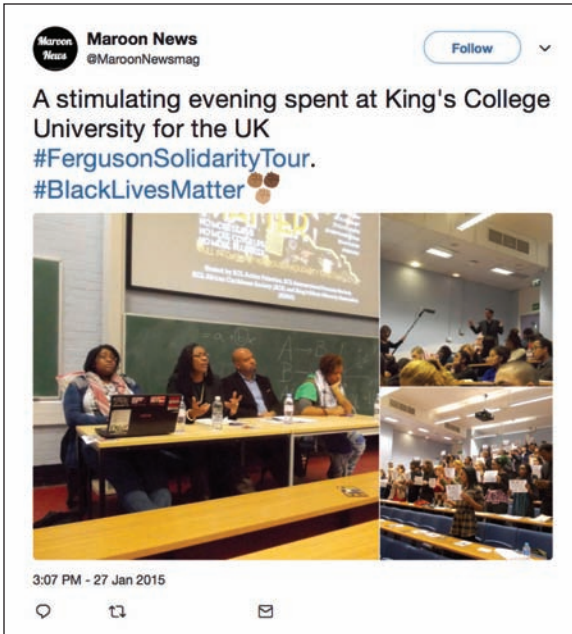 Maroon
News
Maroon News
@MaroonNewsmag
Follow
A stimulating evening spent at King's College
University for the UK
#FergusonSolidarityTour.
#BlackLivesMatter
3:07 PM - 27 Jan 2015